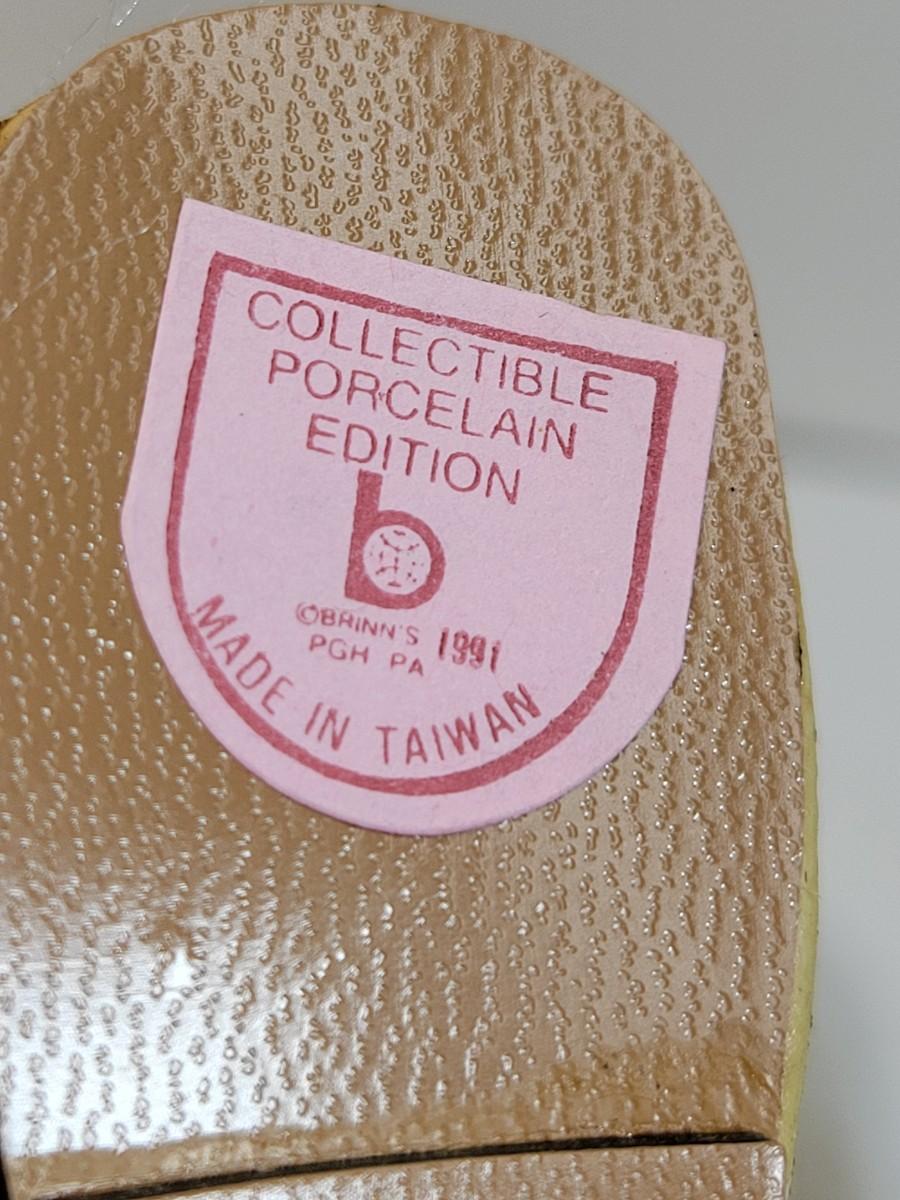 COLLECTIBLE
PORCELAIN
EDITION
b
©BRINN'S 1991
PGH PA
MADE IN TAIWAN